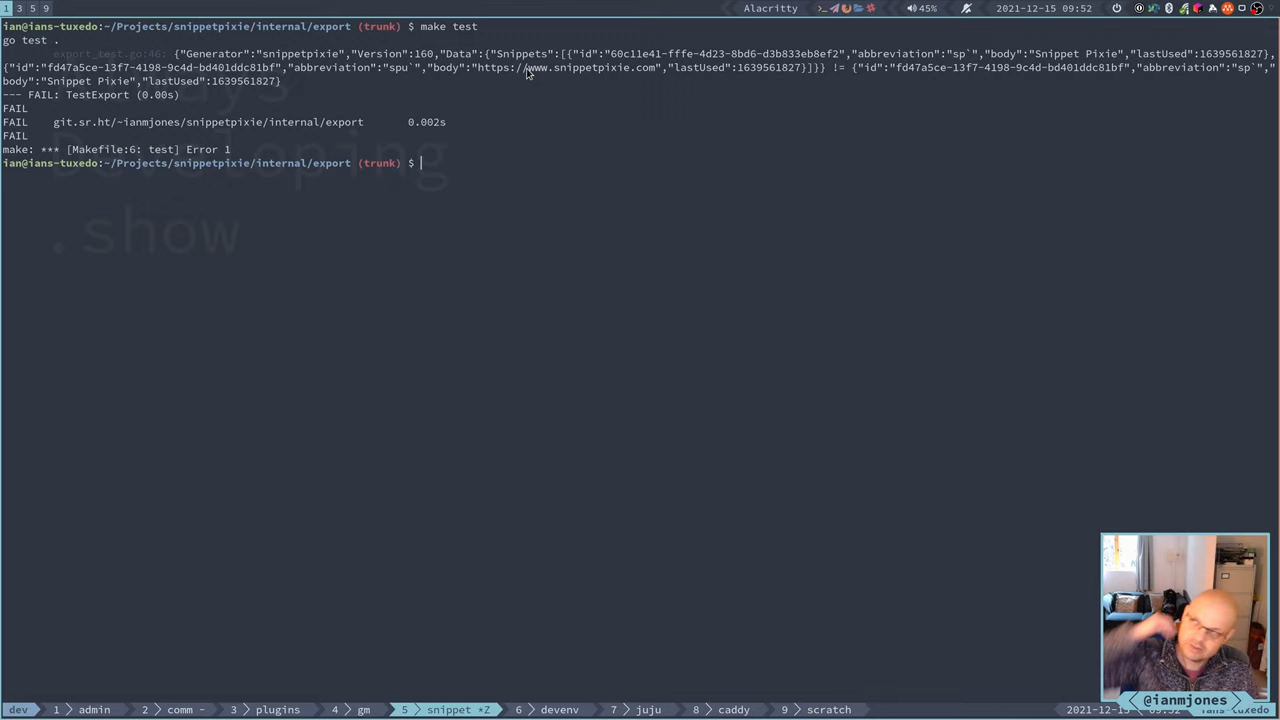 1 3 5 9
Alacritty
45%
2021-12-15 09:52
ian@ians-tuxedo:~/Projects/snippetpixie/internal/export (trunk) $ make test
go test .
export_test.go:46: {"Generator":"snippetpixie","Version":160,"Data":{"Snippets":[{"id":"60c11e41-fffe-4d23-8bd6-d3b833eb8ef2","abbreviation":"sp`","body":"Snippet Pixie","lastUsed":1639561827},
{"id":"fd47a5ce-13f7-4198-9c4d-bd401ddc81bf","abbreviation":"spu`","body":"https://www.snippetpixie.com","lastUsed":1639561827}]}} != {"id":"fd47a5ce-13f7-4198-9c4d-bd401ddc81bf","abbreviation":"sp`","
body":"Snippet Pixie","lastUsed":1639561827}
--- FAIL: TestExport (0.00s)
FAIL
FAIL git.sr.ht/~ianmjones/snippetpixie/internal/export 0.002s
FAIL
make: *** [Makefile:6: test] Error 1
ian@ians-tuxedo:~/Projects/snippetpixie/internal/export (trunk) $
Developing
.show
@ianmjones
dev 1 admin 2 comm - 3 plugins 4 gm 5 snippet *Z 6 devenv 7 juju 8 caddy 9 scratch